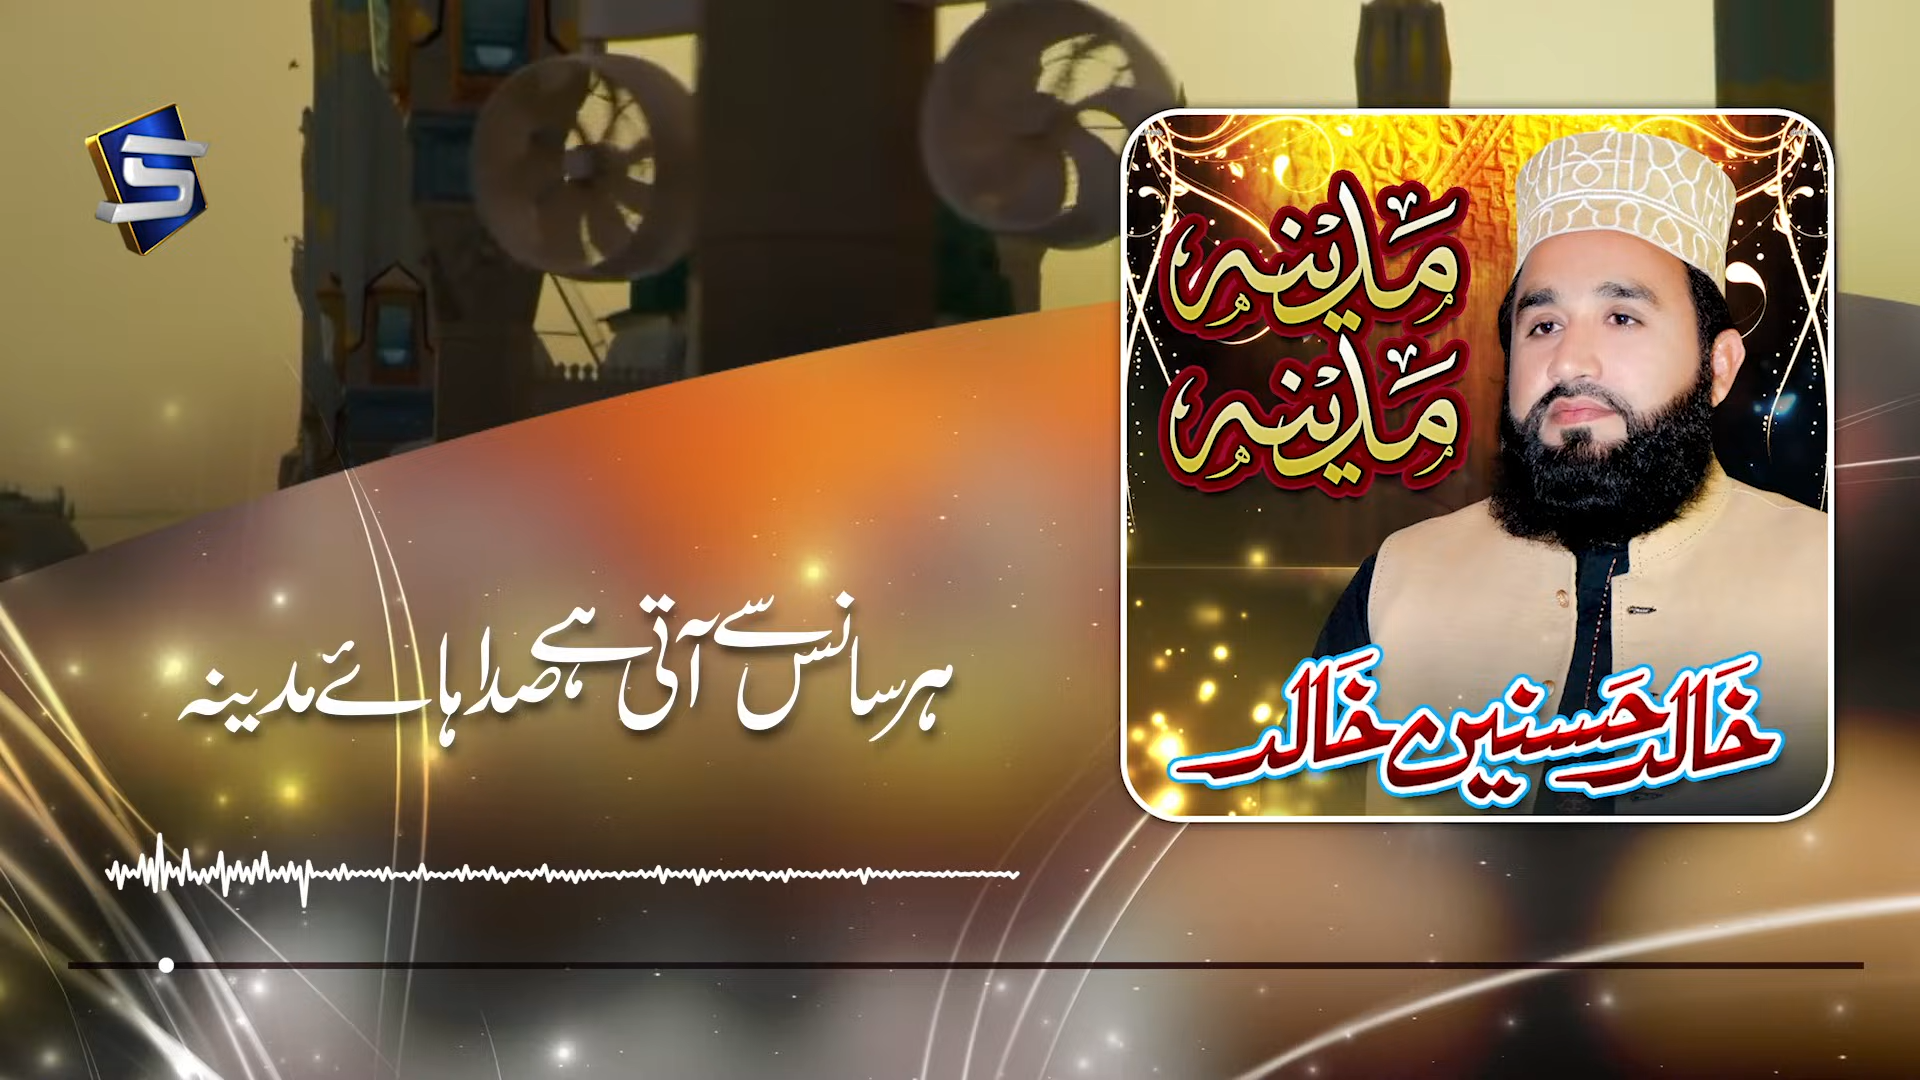 مدینہ
مدینہ
خالد حسنین خالد
ہر سانس سے آتی ہے صدا ہائے مدینہ